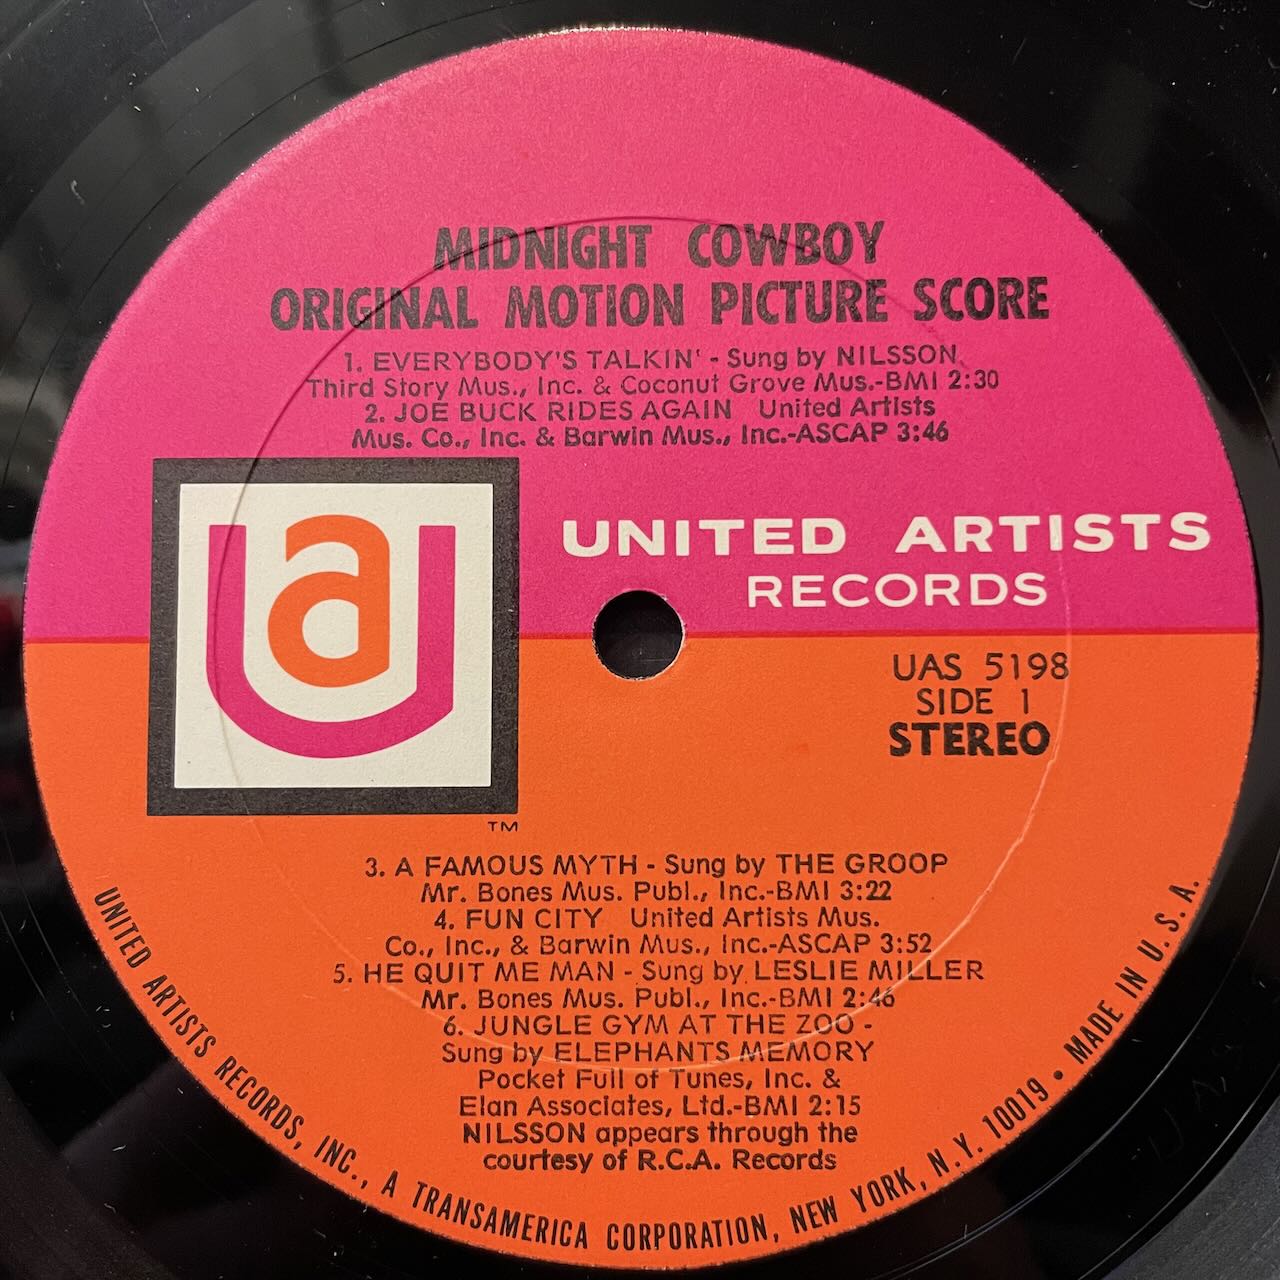 MIDNIGHT COWBOY
ORIGINAL MOTION PICTURE SCORE
1. EVERYBODY'S TALKIN' - Sung by NILSSON
Third Story Mus., Inc. & Coconut Grove Mus.-BMI 2:30
2. JOE BUCK RIDES AGAIN United Artists
Mus. Co., Inc. & Barwin Mus., Inc.-ASCAP 3:46
ua
TM
UNITED ARTISTS
RECORDS
UAS 5198
SIDE 1
STEREO
3. A FAMOUS MYTH - Sung by THE GROOP
Mr. Bones Mus. Publ., Inc.-BMI 3:22
4. FUN CITY United Artists Mus.
Co., Inc., & Barwin Mus., Inc.-ASCAP 3:52
5. HE QUIT ME MAN - Sung by LESLIE MILLER
Mr. Bones Mus. Publ., Inc.-BMI 2:46
6. JUNGLE GYM AT THE ZOO -
Sung by ELEPHANTS MEMORY
Pocket Full of Tunes, Inc. &
Elan Associates, Ltd.-BMI 2:15
NILSSON appears through the
courtesy of R.C.A. Records
UNITED ARTISTS RECORDS, INC., A TRANSAMERICA CORPORATION, NEW YORK, N.Y. 10019 • MADE IN U.S.A.